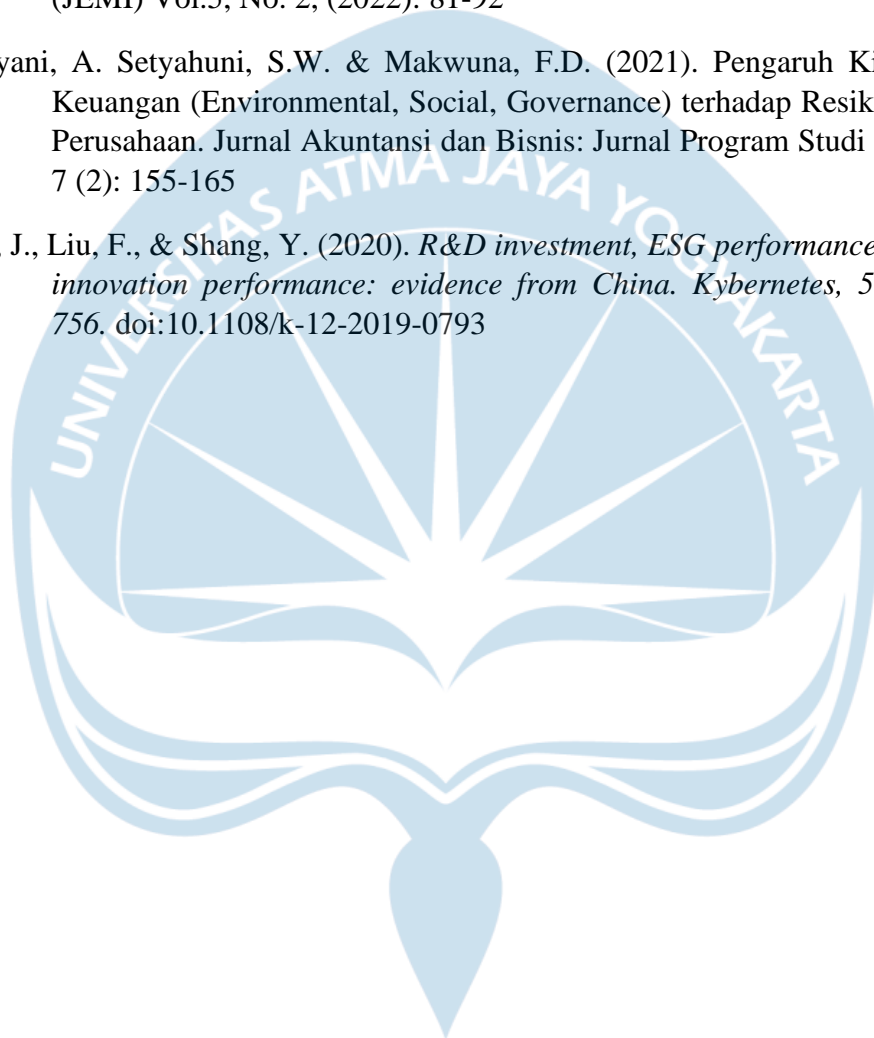 (JEMI) Vol.5, No. 2, (2022): 81-92
yani, A. Setyahuni, S.W. & Makwuna, F.D. (2021). Pengaruh Ki
Keuangan (Environmental, Social, Governance) terhadap Resik
Perusahaan. Jurnal Akuntansi dan Bisnis: Jurnal Program Studi
7 (2): 155-165
, J., Liu, F., & Shang, Y. (2020). R&D investment, ESG performance
innovation performance: evidence from China. Kybernetes, 5
756. doi:10.1108/k-12-2019-0793
UNIVERSITAS ATMA JAYA YOGYAKARTA